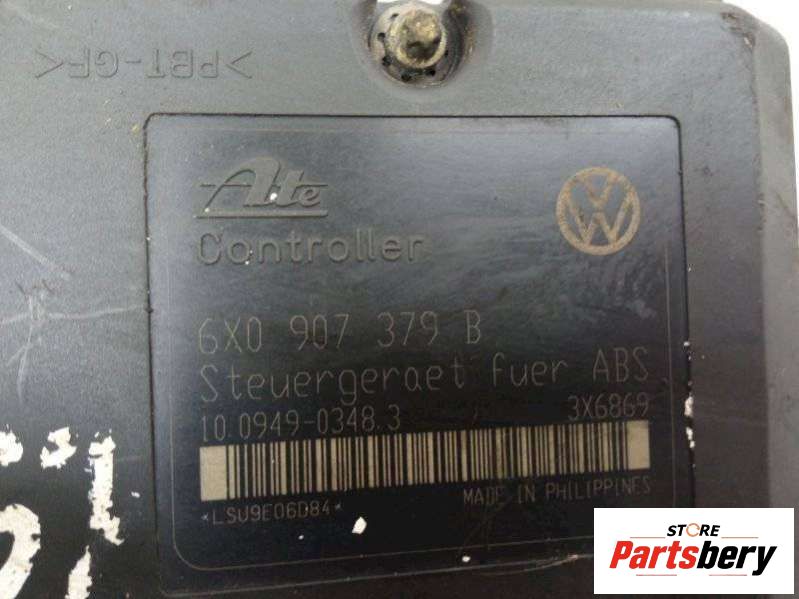 >PBT-GF<
Ate
Controller
6X0 907 379 B
Steuergeraet fuer ABS
10.0949-0348.3 3X6869
*LSU9E06D84*
MADE IN PHILIPPINES
STORE
Partsbery